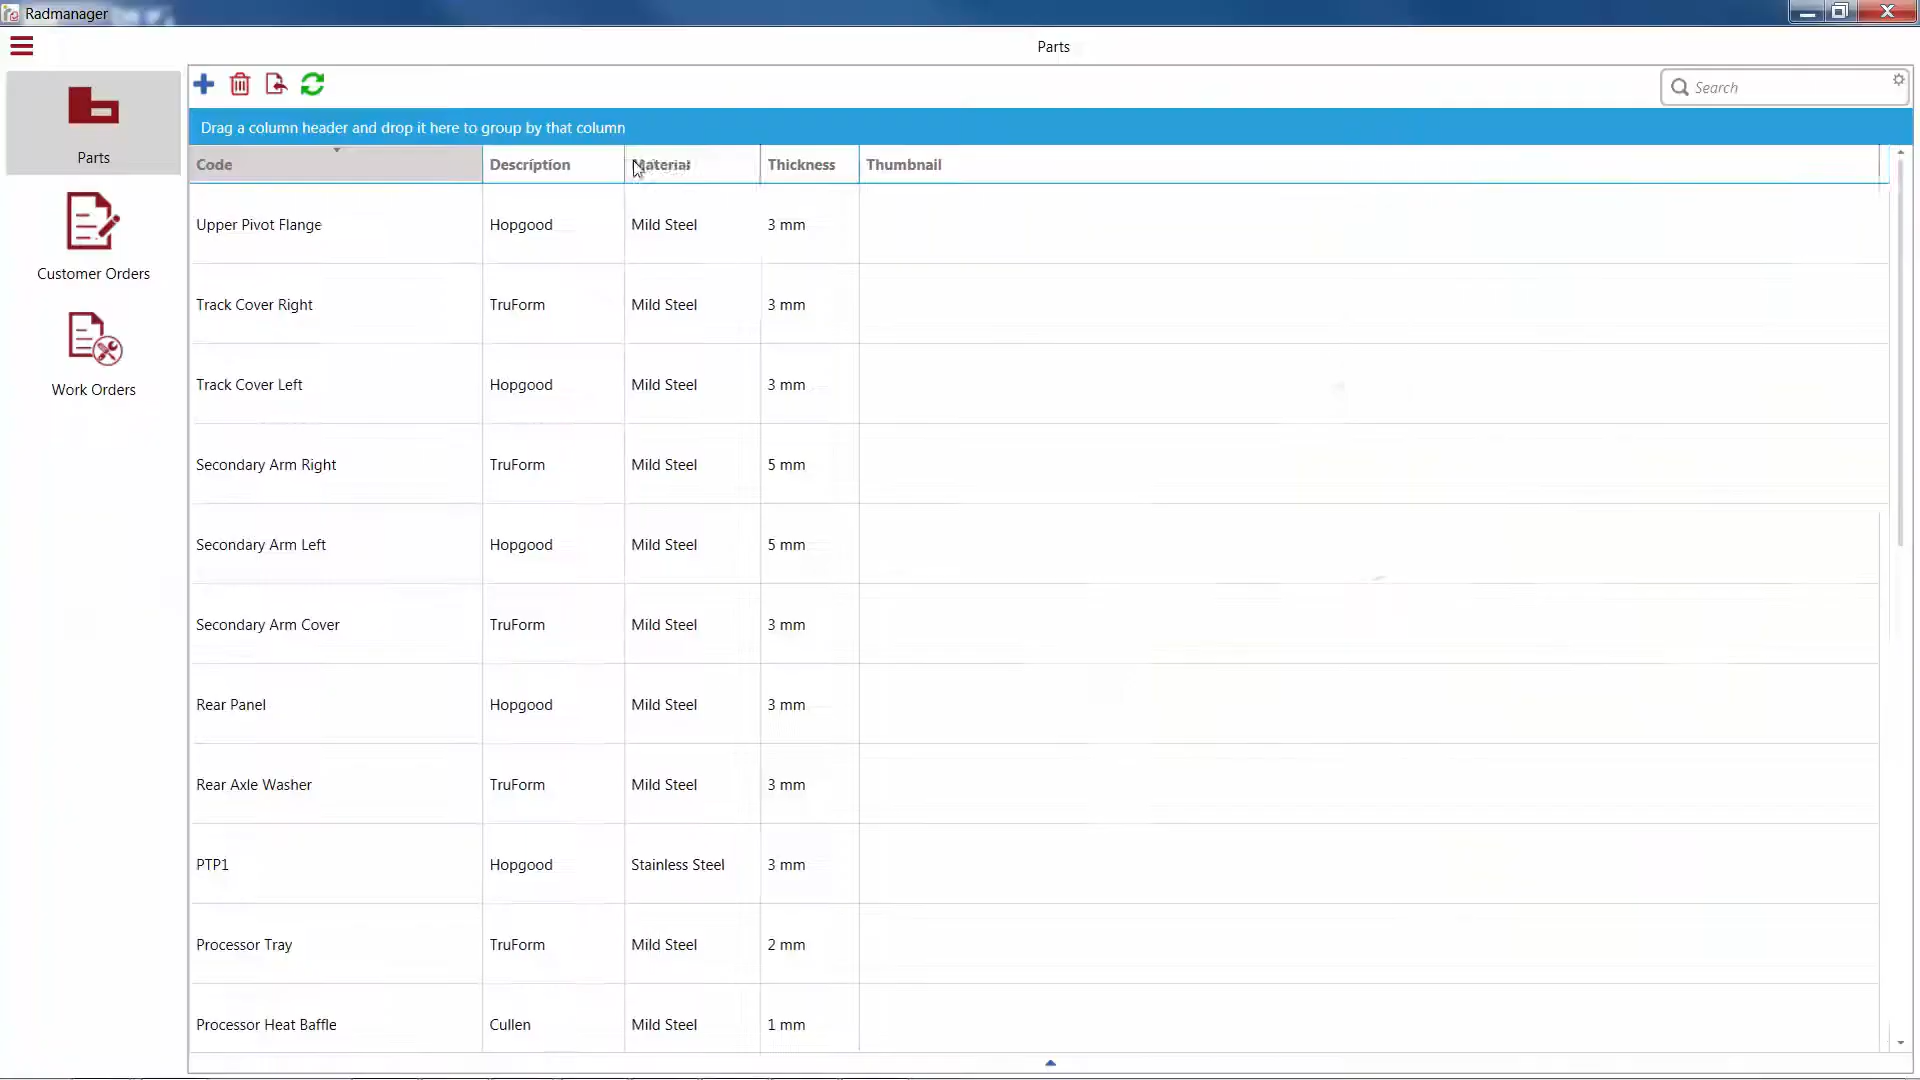 Radmanager
Parts
Search
Drag a column header and drop it here to group by that column
Code Description Material Thickness Thumbnail
Parts
Customer Orders
Work Orders
Upper Pivot Flange Hopgood Mild Steel 3 mm
Track Cover Right TruForm Mild Steel 3 mm
Track Cover Left Hopgood Mild Steel 3 mm
Secondary Arm Right TruForm Mild Steel 5 mm
Secondary Arm Left Hopgood Mild Steel 5 mm
Secondary Arm Cover TruForm Mild Steel 3 mm
Rear Panel Hopgood Mild Steel 3 mm
Rear Axle Washer TruForm Mild Steel 3 mm
PTP1 Hopgood Stainless Steel 3 mm
Processor Tray TruForm Mild Steel 2 mm
Processor Heat Baffle Cullen Mild Steel 1 mm